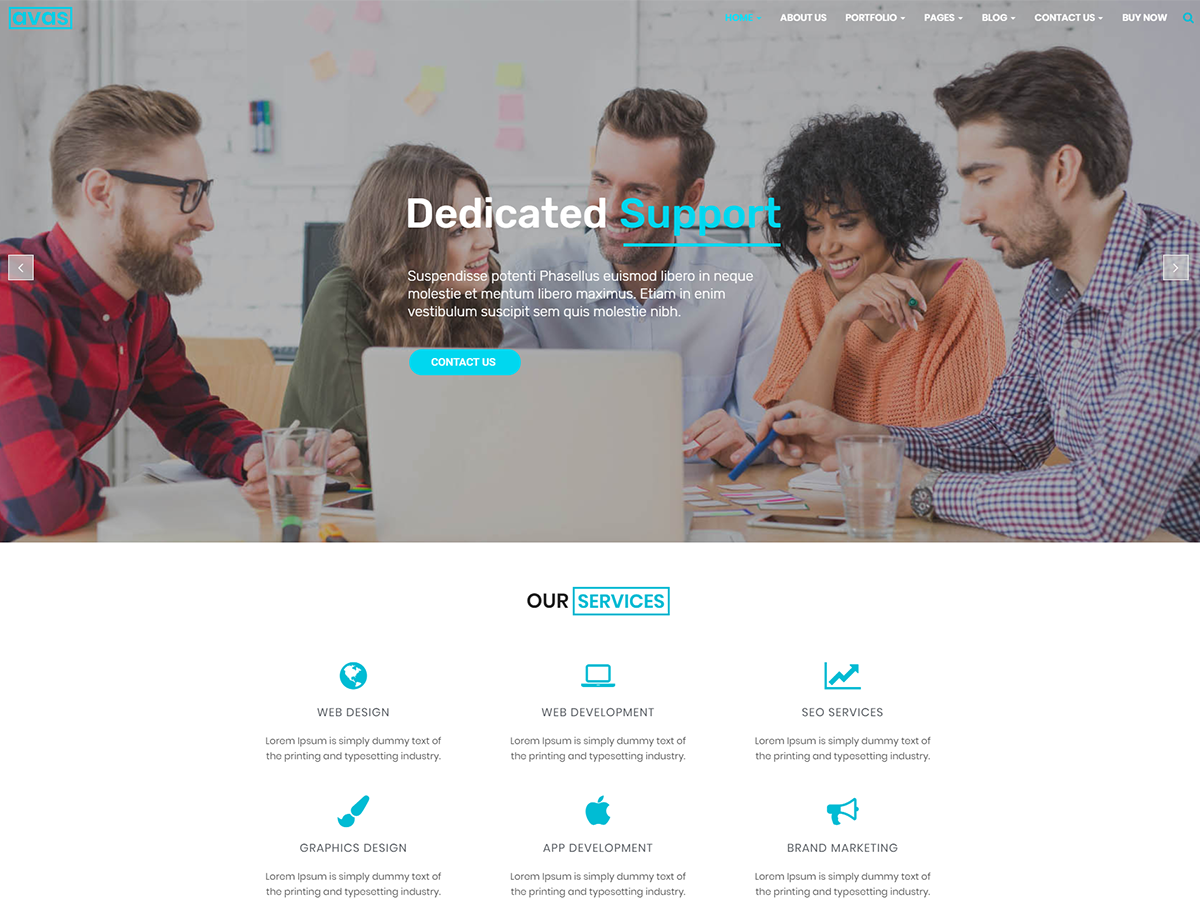 avas
HOME
ABOUT US
PORTFOLIO
PAGES
BLOG
CONTACT US
BUY NOW
Dedicated Support
Suspendisse potenti Phasellus euismod libero in neque
molestie et mentum libero maximus. Etiam in enim
vestibulum suscipit sem quis molestie nibh.
CONTACT US
OUR SERVICES
WEB DESIGN
Lorem Ipsum is simply dummy text of
the printing and typesetting industry.
WEB DEVELOPMENT
Lorem Ipsum is simply dummy text of
the printing and typesetting industry.
SEO SERVICES
Lorem Ipsum is simply dummy text of
the printing and typesetting industry.
GRAPHICS DESIGN
Lorem Ipsum is simply dummy text of
the printing and typesetting industry.
APP DEVELOPMENT
Lorem Ipsum is simply dummy text of
the printing and typesetting industry.
BRAND MARKETING
Lorem Ipsum is simply dummy text of
the printing and typesetting industry.